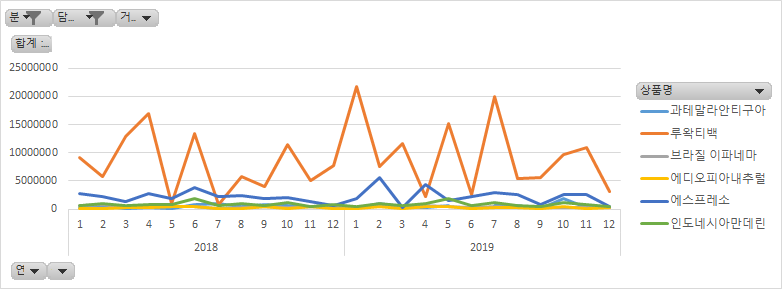 분
담...
거...
합계 :...
25000000
20000000
15000000
10000000
5000000
0
1 2 3 4 5 6 7 8 9 10 11 12 1 2 3 4 5 6 7 8 9 10 11 12
2018 2019
상품명
과테말라안티구아
루왁티백
브라질 이파네마
에디오피아내추럴
에스프레소
인도네시아만데린
연